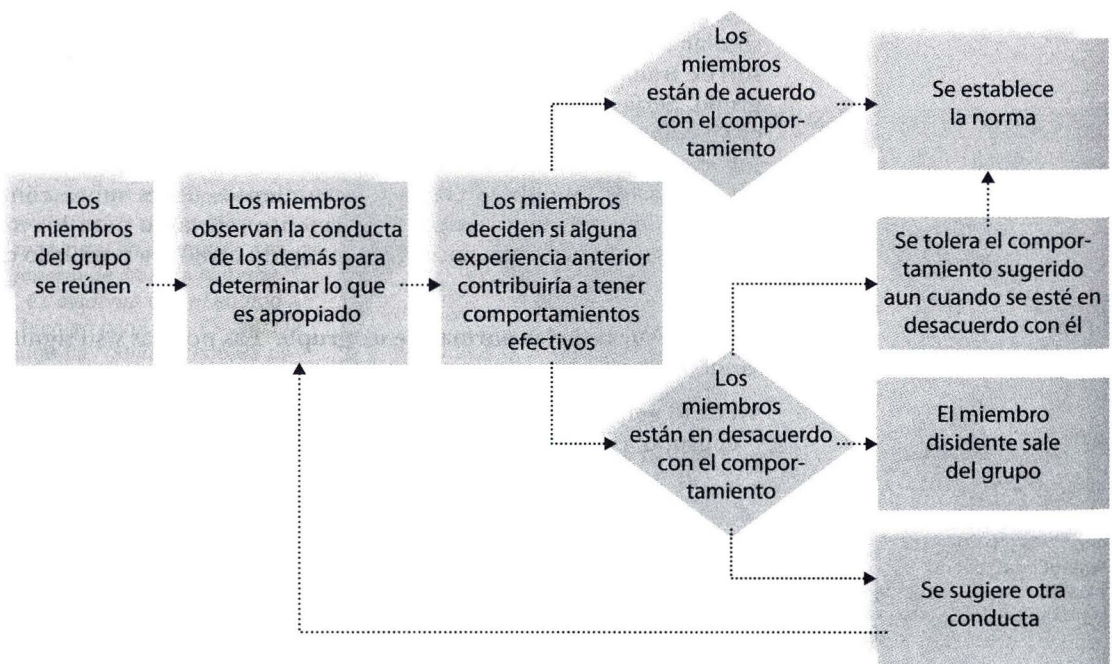 Los
miembros
del grupo
se reúnen
Los miembros
observan la conducta
de los demás para
determinar lo que
es apropiado
Los miembros
deciden si alguna
experiencia anterior
contribuiría a tener
comportamientos
efectivos
Los
miembros
están de acuerdo
con el compor-
tamiento
Se establece
la norma
Los
miembros
están en desacuerdo
con el compor-
tamiento
Se tolera el compor-
tamiento sugerido
aun cuando se esté en
desacuerdo con él
El miembro
disidente sale
del grupo
Se sugiere otra
conducta